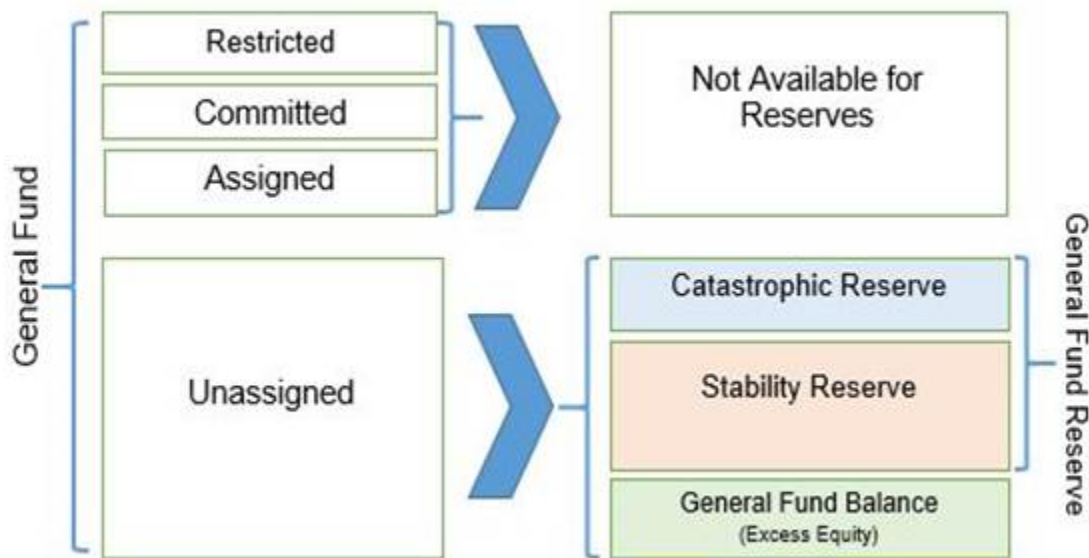 General Fund
Restricted
Committed
Assigned
Not Available for
Reserves
Unassigned
Catastrophic Reserve
Stability Reserve
General Fund Balance
(Excess Equity)
General Fund Reserve